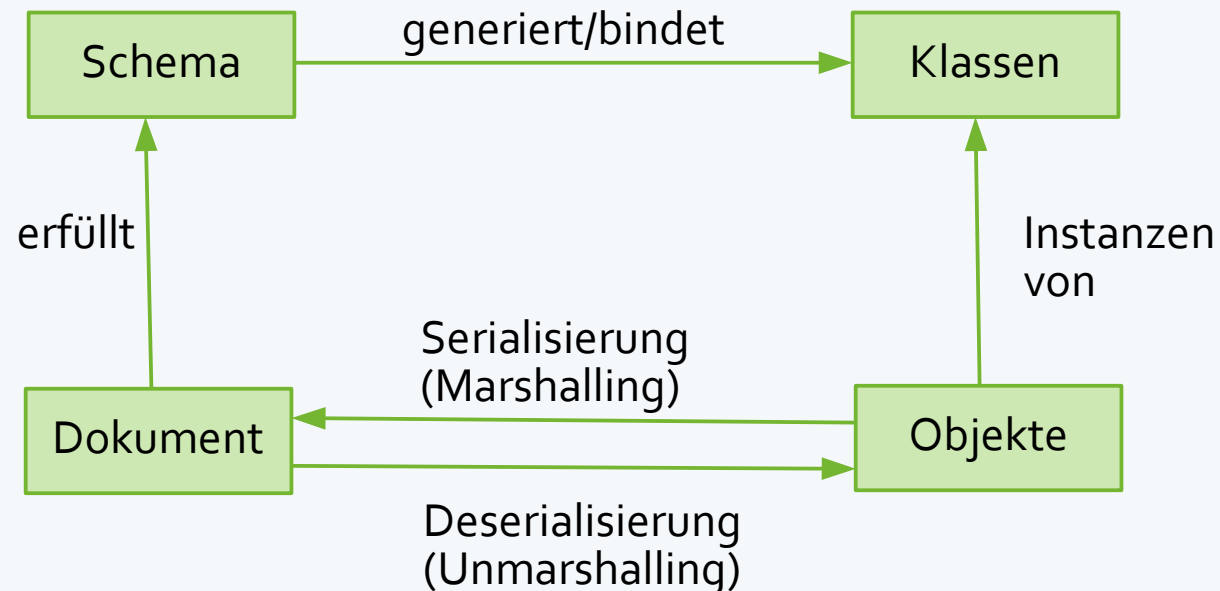 generiert/bindet
Schema
Klassen
erfüllt
Instanzen
von
Serialisierung
(Marshalling)
Dokument
Objekte
Deserialisierung
(Unmarshalling)